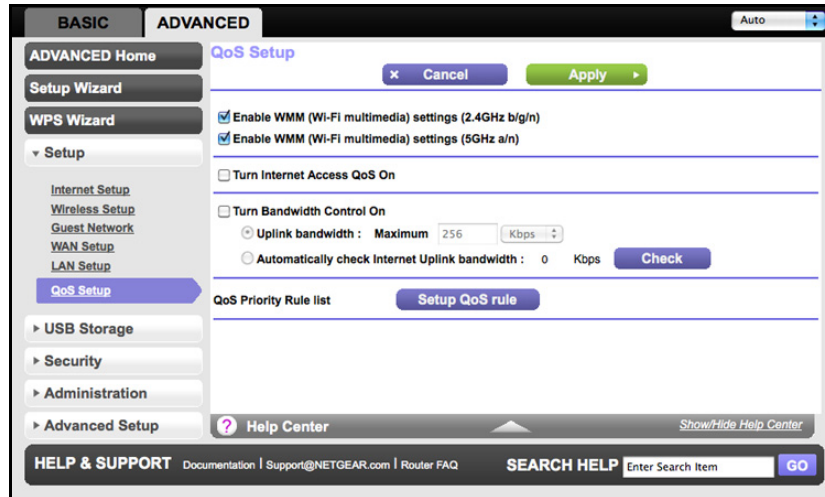 BASIC ADVANCED Auto
ADVANCED Home
Setup Wizard
WPS Wizard
Setup
Internet Setup
Wireless Setup
Guest Network
WAN Setup
LAN Setup
QoS Setup
USB Storage
Security
Administration
Advanced Setup
QoS Setup
× Cancel Apply
Enable WMM (Wi-Fi multimedia) settings (2.4GHz b/g/n)
Enable WMM (Wi-Fi multimedia) settings (5GHz a/n)
Turn Internet Access QoS On
Turn Bandwidth Control On
Uplink bandwidth : Maximum 256 Kbps
Automatically check Internet Uplink bandwidth : 0 Kbps Check
QoS Priority Rule list Setup QoS rule
? Help Center Show/Hide Help Center
HELP & SUPPORT Documentation | Support@NETGEAR.com | Router FAQ SEARCH HELP Enter Search Item GO